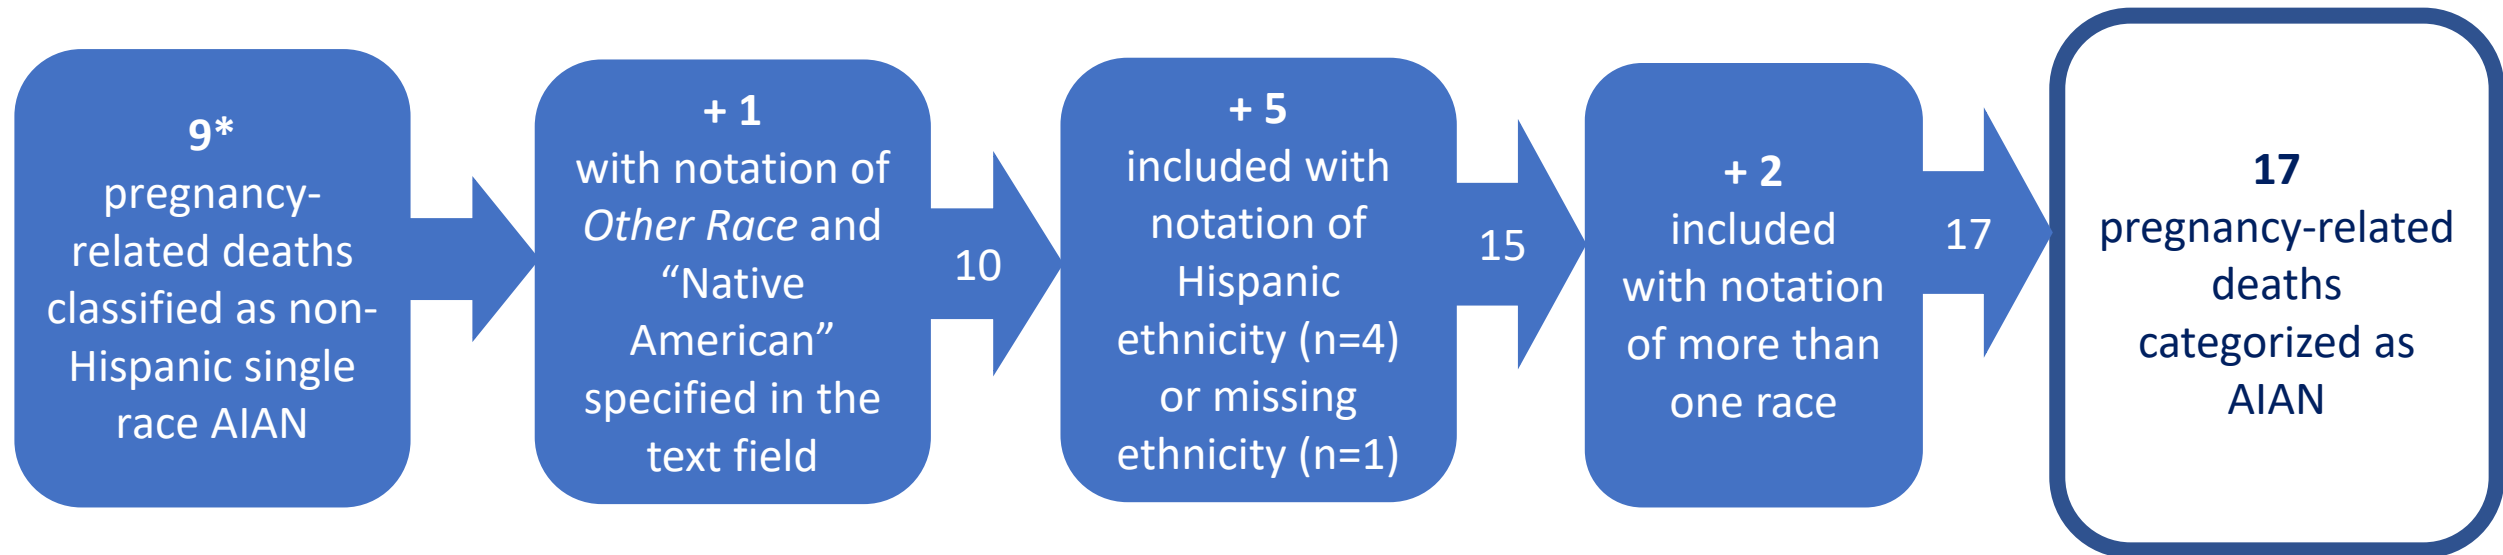 9*
pregnancy-
related deaths
classified as non-
Hispanic single
race AIAN
+ 1
with notation of
Other Race and
“Native
American”
specified in the
text field
10
+ 5
included with
notation of
Hispanic
ethnicity (n=4)
or missing
ethnicity (n=1)
15
+ 2
included
with notation
of more than
one race
17
17
pregnancy-related
deaths
categorized as
AIAN